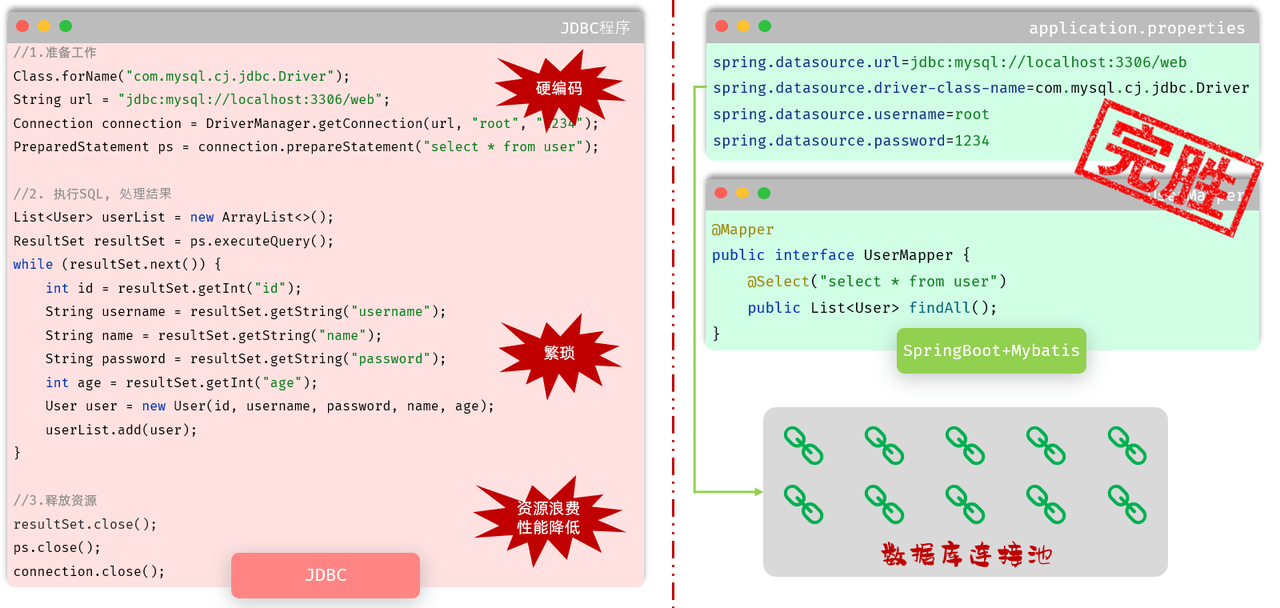 JDBC程序
//1.准备工作
Class.forName("com.mysql.cj.jdbc.Driver");
String url = "jdbc:mysql://localhost:3306/web";
硬编码
Connection connection = DriverManager.getConnection(url, "root", "1234");
PreparedStatement ps = connection.prepareStatement("select * from user");
//2. 执行SQL, 处理结果
List<User> userList = new ArrayList<>();
ResultSet resultSet = ps.executeQuery();
while (resultSet.next()) {
int id = resultSet.getInt("id");
String username = resultSet.getString("username");
String name = resultSet.getString("name");
繁琐
String password = resultSet.getString("password");
int age = resultSet.getInt("age");
User user = new User(id, username, password, name, age);
userList.add(user);
}
//3.释放资源
资源浪费
性能降低
resultSet.close();
ps.close();
connection.close();
JDBC
application.properties
spring.datasource.url=jdbc:mysql://localhost:3306/web
spring.datasource.driver-class-name=com.mysql.cj.jdbc.Driver
spring.datasource.username=root
spring.datasource.password=1234
完胜
UserMapper
@Mapper
public interface UserMapper {
@Select("select * from user")
public List<User> findAll();
}
SpringBoot+Mybatis
数据库连接池